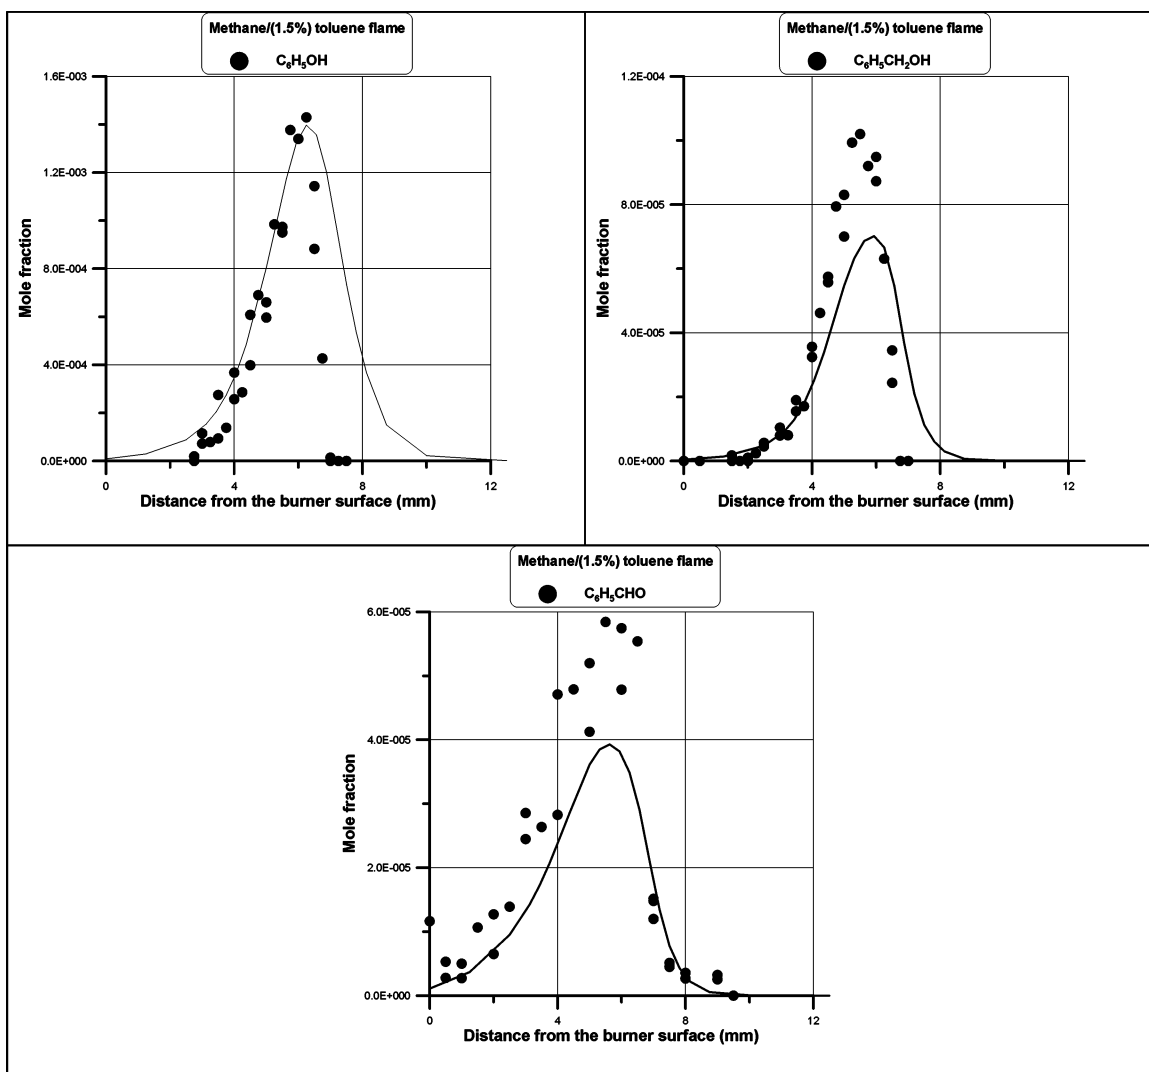 Methane/(1.5%) toluene flame
C₆H₅OH
1.6E-003
1.2E-003
8.0E-004
4.0E-004
0.0E+000
Mole fraction
0 4 8 12
Distance from the burner surface (mm)
Methane/(1.5%) toluene flame
C₆H₅CH₂OH
1.2E-004
8.0E-005
4.0E-005
0.0E+000
Mole fraction
0 4 8 12
Distance from the burner surface (mm)
Methane/(1.5%) toluene flame
C₆H₅CHO
6.0E-005
4.0E-005
2.0E-005
0.0E+000
Mole fraction
0 4 8 12
Distance from the burner surface (mm)